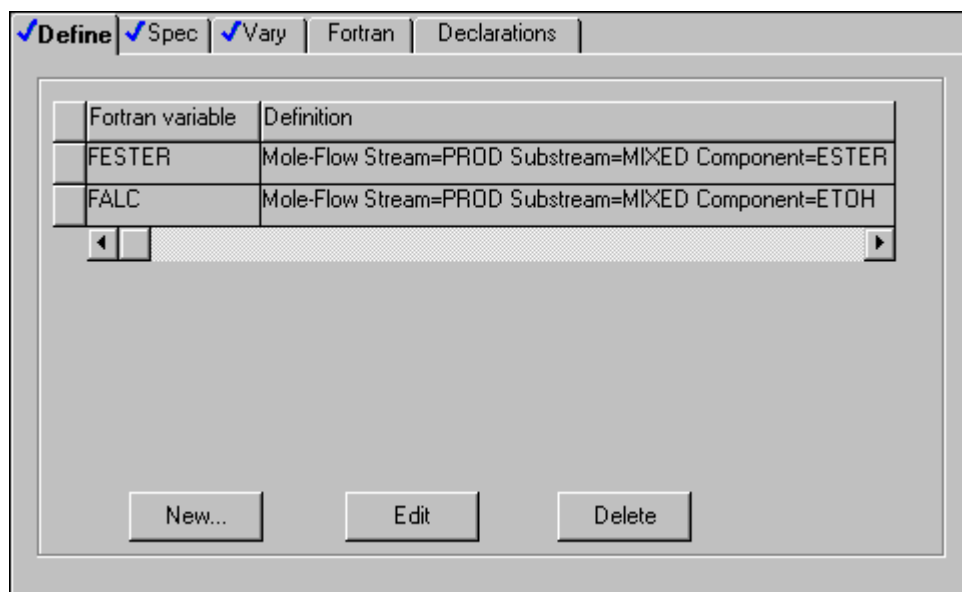 Define Spec Vary Fortran Declarations
Fortran variable Definition
FESTER Mole-Flow Stream=PROD Substream=MIXED Component=ESTER
FALC Mole-Flow Stream=PROD Substream=MIXED Component=ETOH
New... Edit Delete